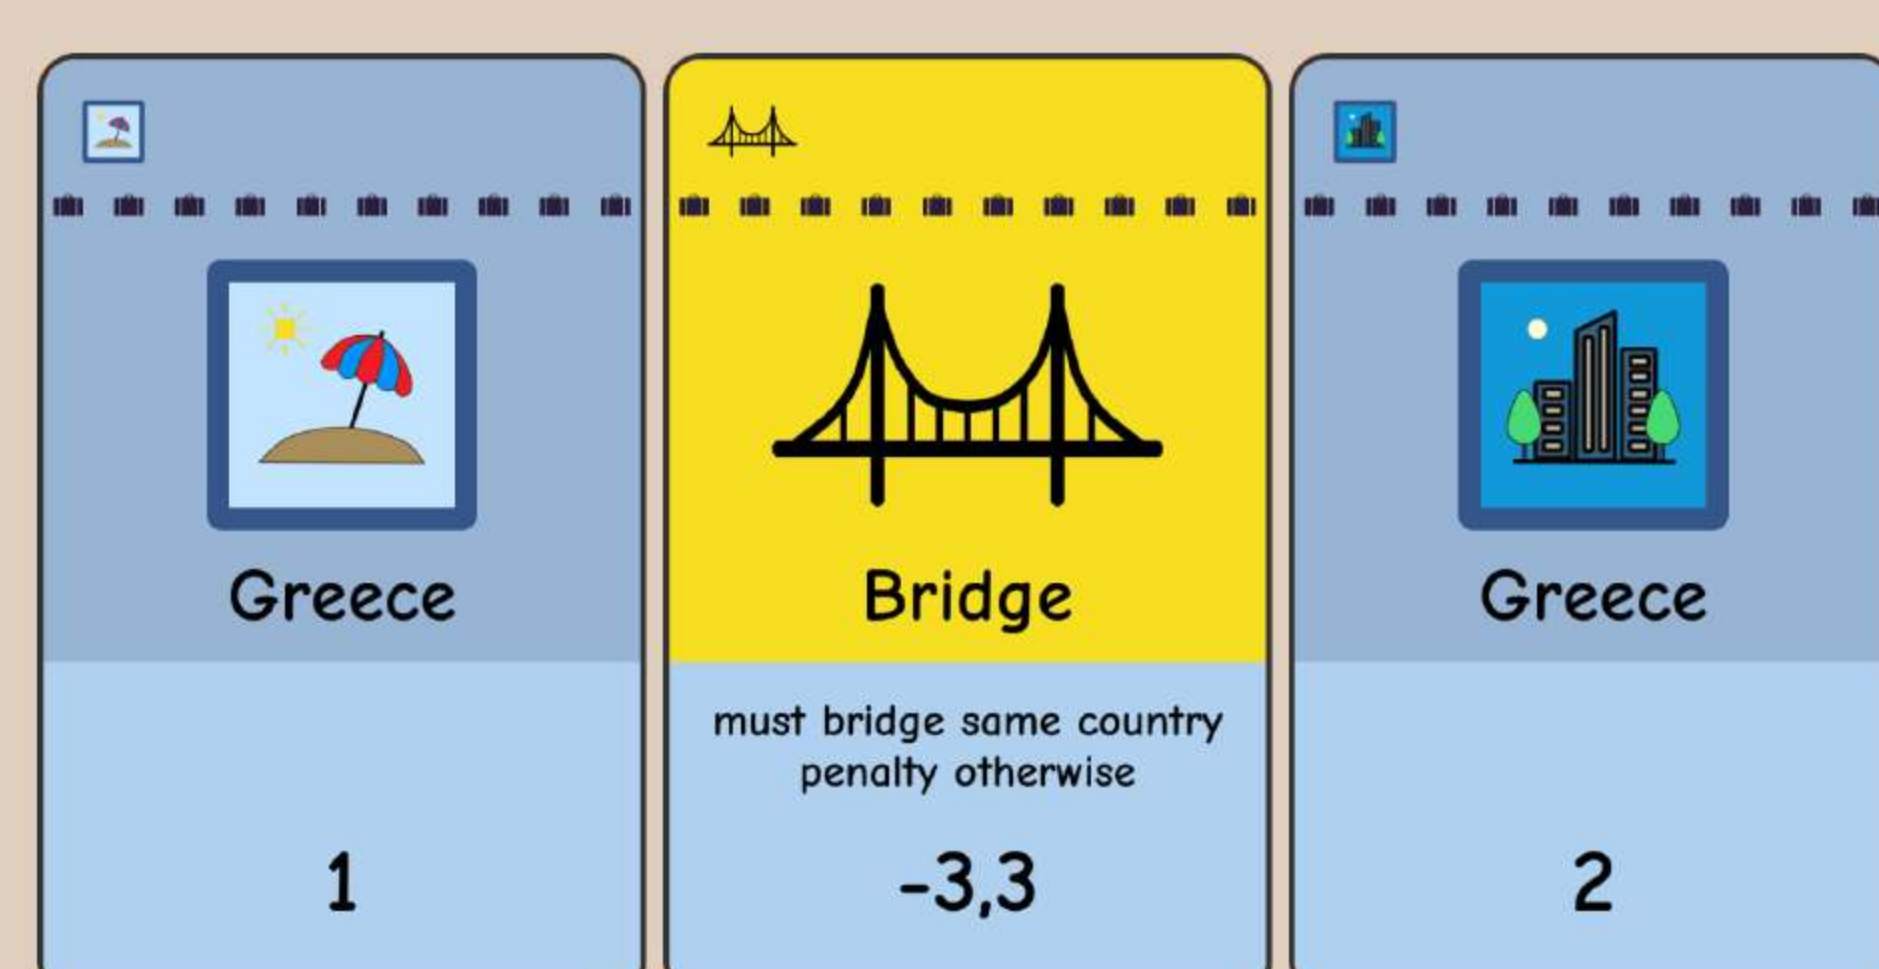 Greece
1
Bridge
must bridge same country
penalty otherwise
-3,3
Greece
2